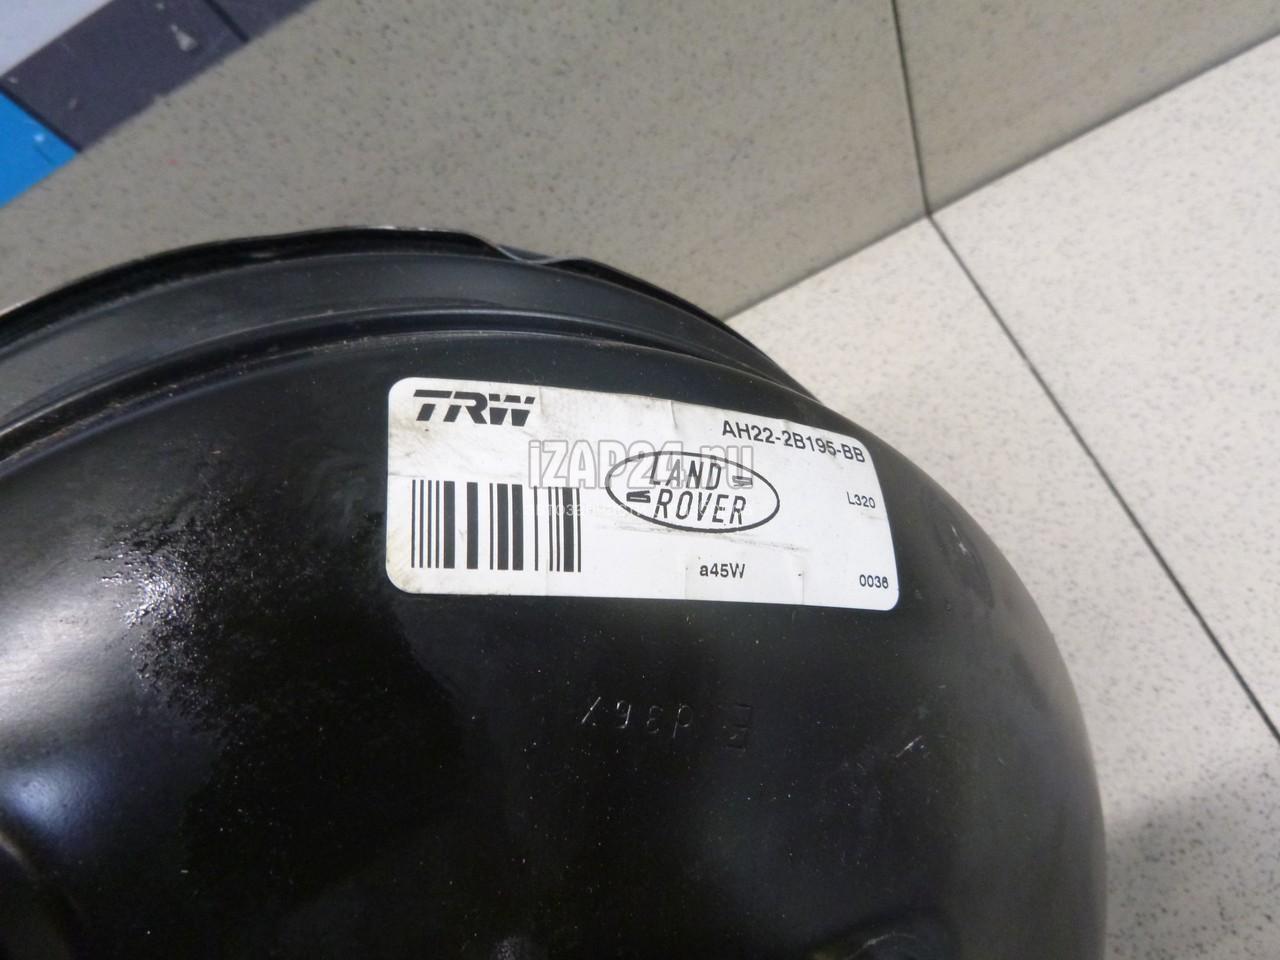 TRW
AH22-2B195-BB
iZAP24.ru
LAND
ROVER
L320
a45W
0036